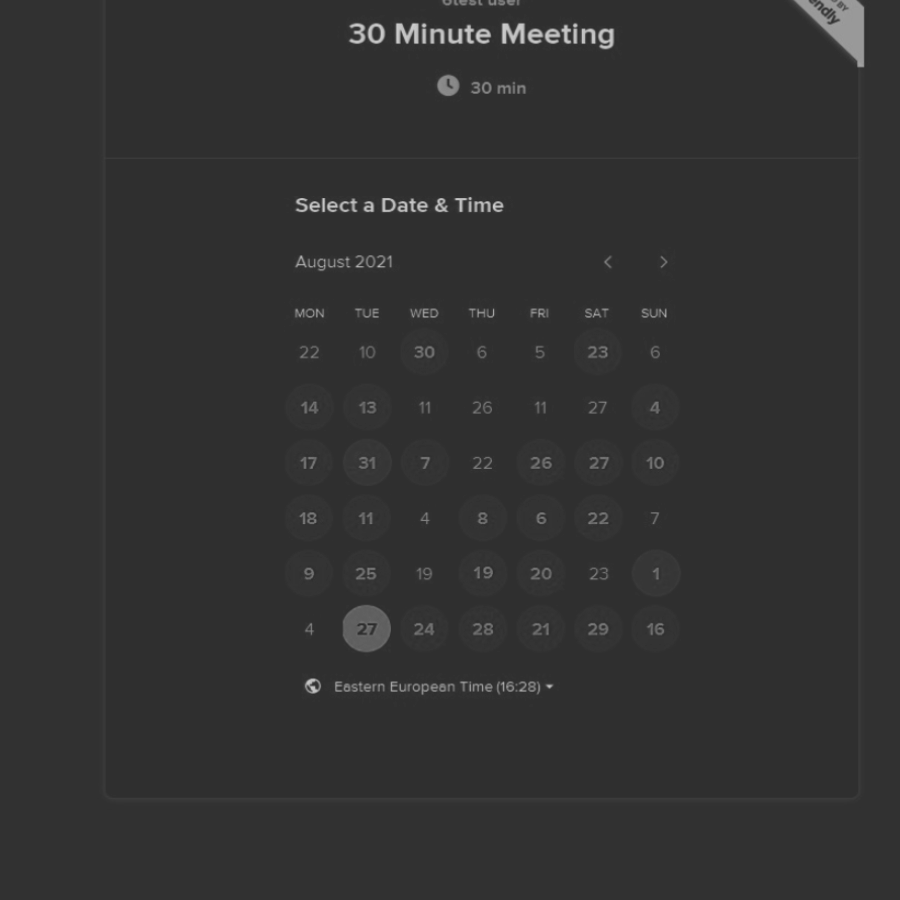 30 Minute Meeting
30 min
Select a Date & Time
August 2021
MON TUE WED THU FRI SAT SUN
22 10 30 6 5 23 6
14 13 11 26 11 27 4
17 31 7 22 26 27 10
18 11 4 8 6 22 7
9 25 19 19 20 23 1
4 27 24 28 21 29 16
Eastern European Time (16:28)